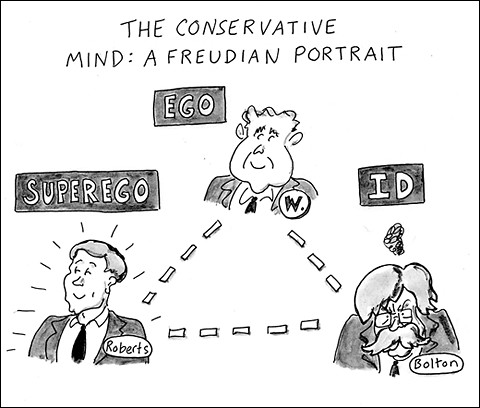 THE CONSERVATIVE
MIND: A FREUDIAN PORTRAIT
EGO
SUPEREGO
ID
W.
Roberts
Bolton